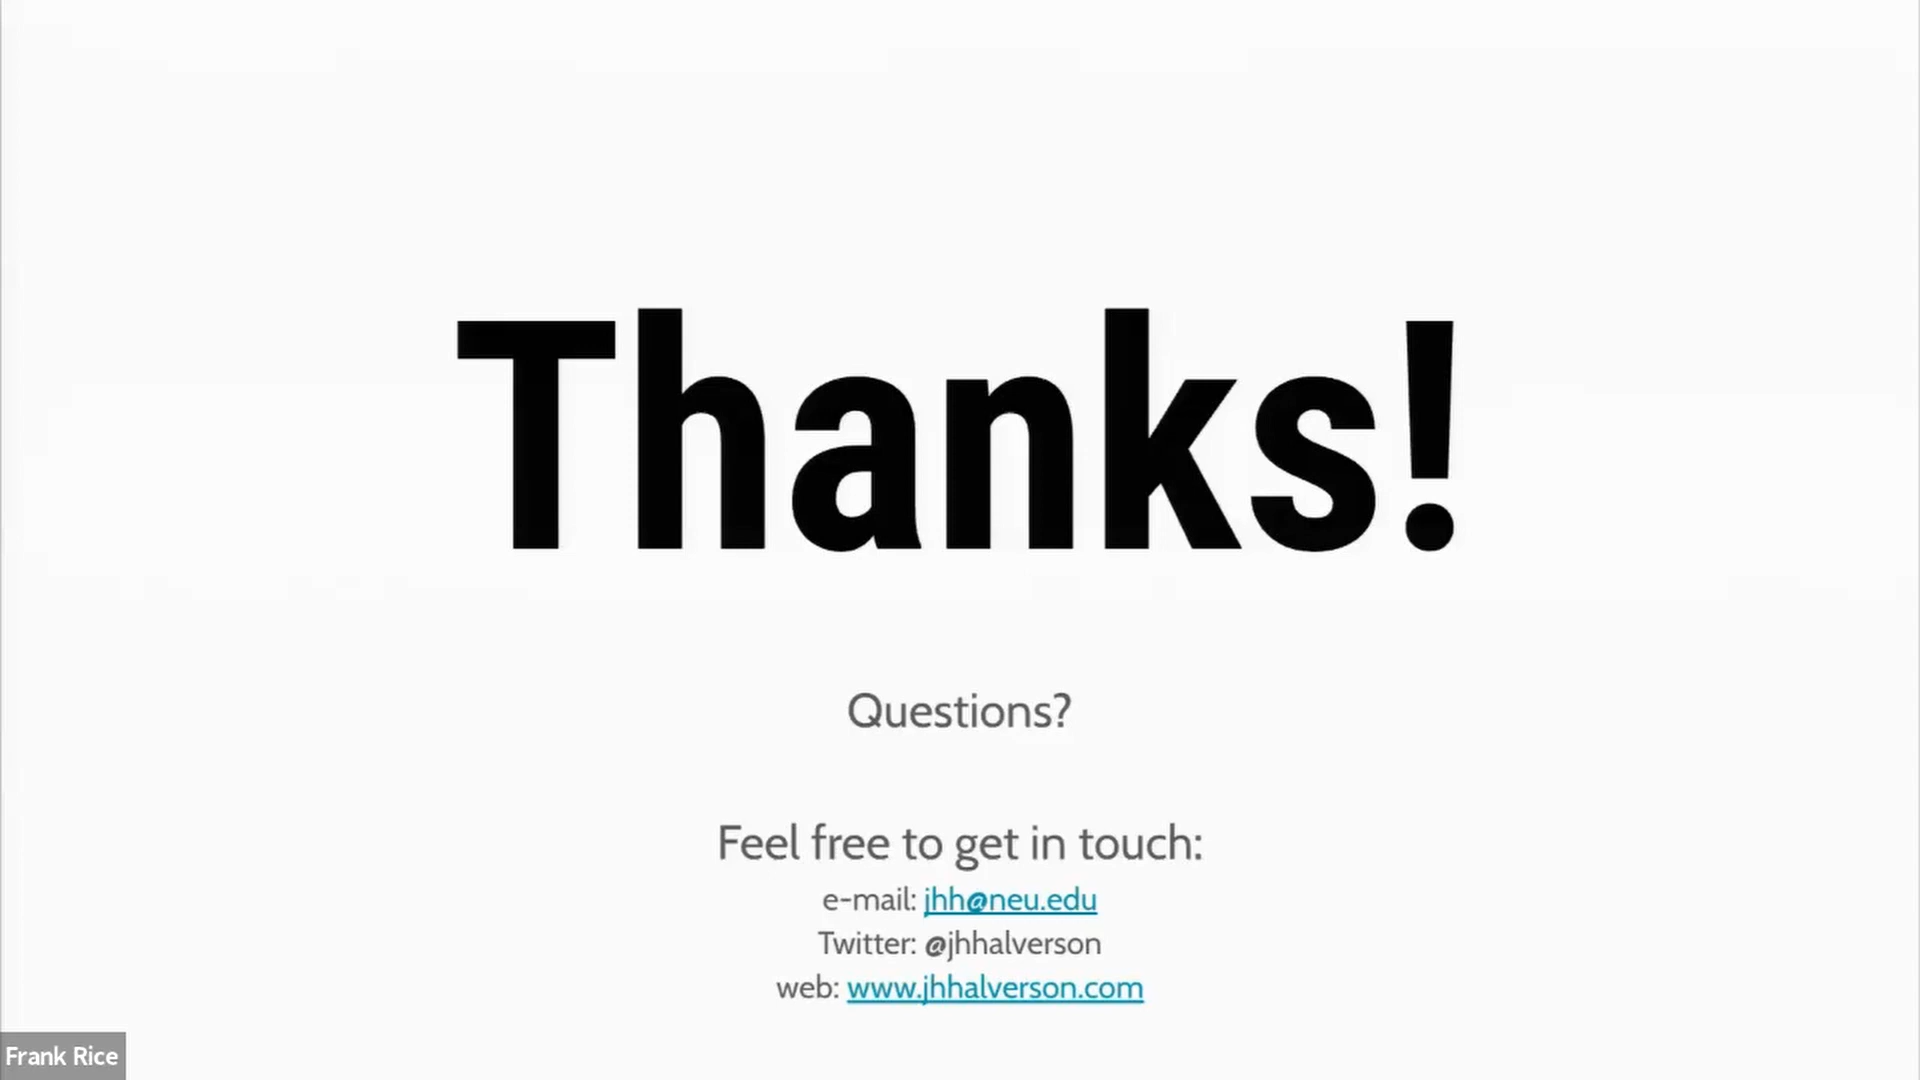 Thanks!
Questions?
Feel free to get in touch:
e-mail: jhh@neu.edu
Twitter: @jhhalverson
web: www.jhhalverson.com
Frank Rice